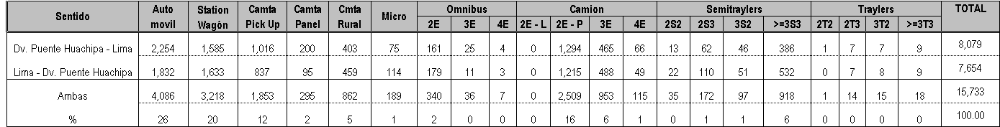 Sentido Auto movil Station Wagón Camta Pick Up Camta Panel Cmta Rural Micro Omnibus Camion Semitraylers Traylers TOTAL
2E 3E 4E 2E - L 2E - P 3E 4E 2S2 2S3 3S2 >=3S3 2T2 2T3 3T2 >=3T3
Dv. Puente Huachipa - Lima 2,254 1,585 1,016 200 403 75 161 25 4 0 1,294 465 66 13 62 46 386 1 7 7 9 8,079
Lima - Dv. Puente Huachipa 1,832 1,633 837 95 459 114 179 11 3 0 1,215 488 49 22 110 51 532 0 7 8 9 7,654
Ambas 4,086 3,218 1,853 295 862 189 340 36 7 0 2,509 953 115 35 172 97 918 1 14 15 18 15,733
% 26 20 12 2 5 1 2 0 0 0 16 6 1 0 1 1 6 0 0 0 0 100.00